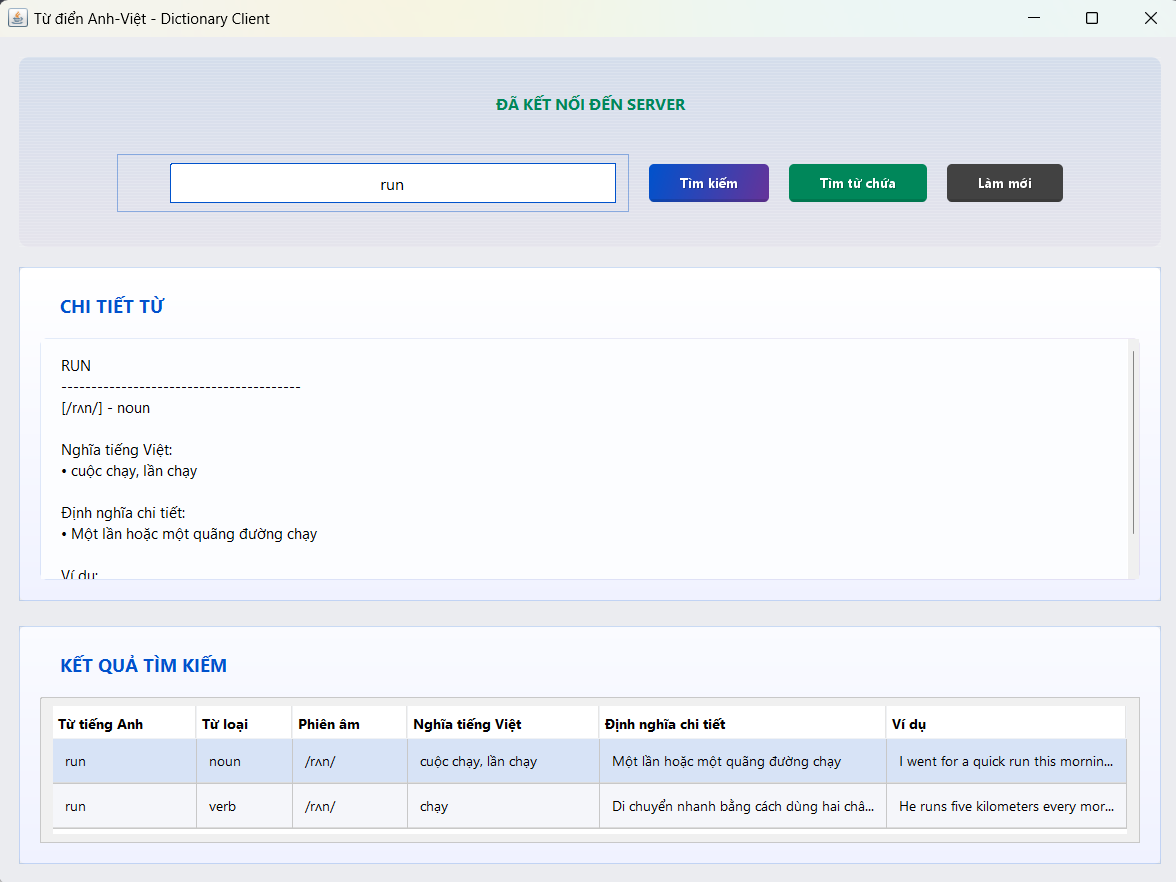 Từ điển Anh-Việt - Dictionary Client
ĐÃ KẾT NỐI ĐẾN SERVER
run
Tìm kiếm
Tìm từ chứa
Làm mới
CHI TIẾT TỪ
RUN
----------------------------------------
[/rʌn/] - noun
Nghĩa tiếng Việt:
• cuộc chạy, lần chạy
Định nghĩa chi tiết:
• Một lần hoặc một quãng đường chạy
Ví dụ:
KẾT QUẢ TÌM KIẾM
Từ tiếng Anh Từ loại Phiên âm Nghĩa tiếng Việt Định nghĩa chi tiết Ví dụ
run noun /rʌn/ cuộc chạy, lần chạy Một lần hoặc một quãng đường chạy I went for a quick run this mornin...
run verb /rʌn/ chạy Di chuyển nhanh bằng cách dùng hai châ... He runs five kilometers every mor...